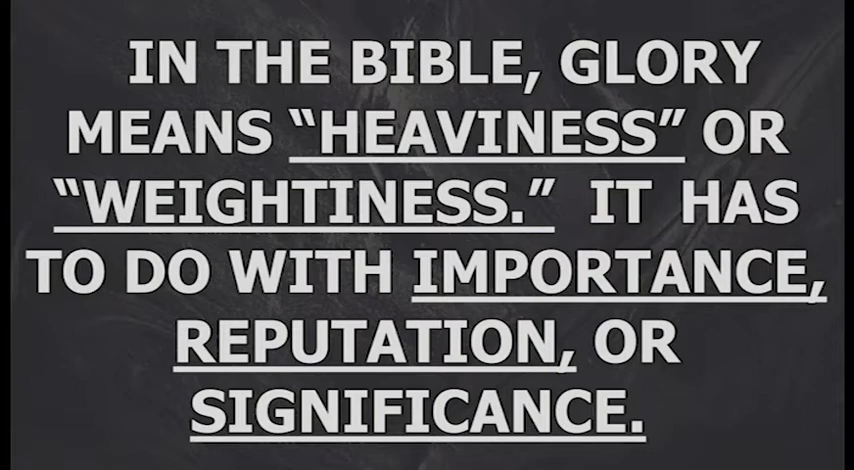 IN THE BIBLE, GLORY
MEANS “HEAVINESS” OR
“WEIGHTINESS.” IT HAS
TO DO WITH IMPORTANCE,
REPUTATION, OR
SIGNIFICANCE.